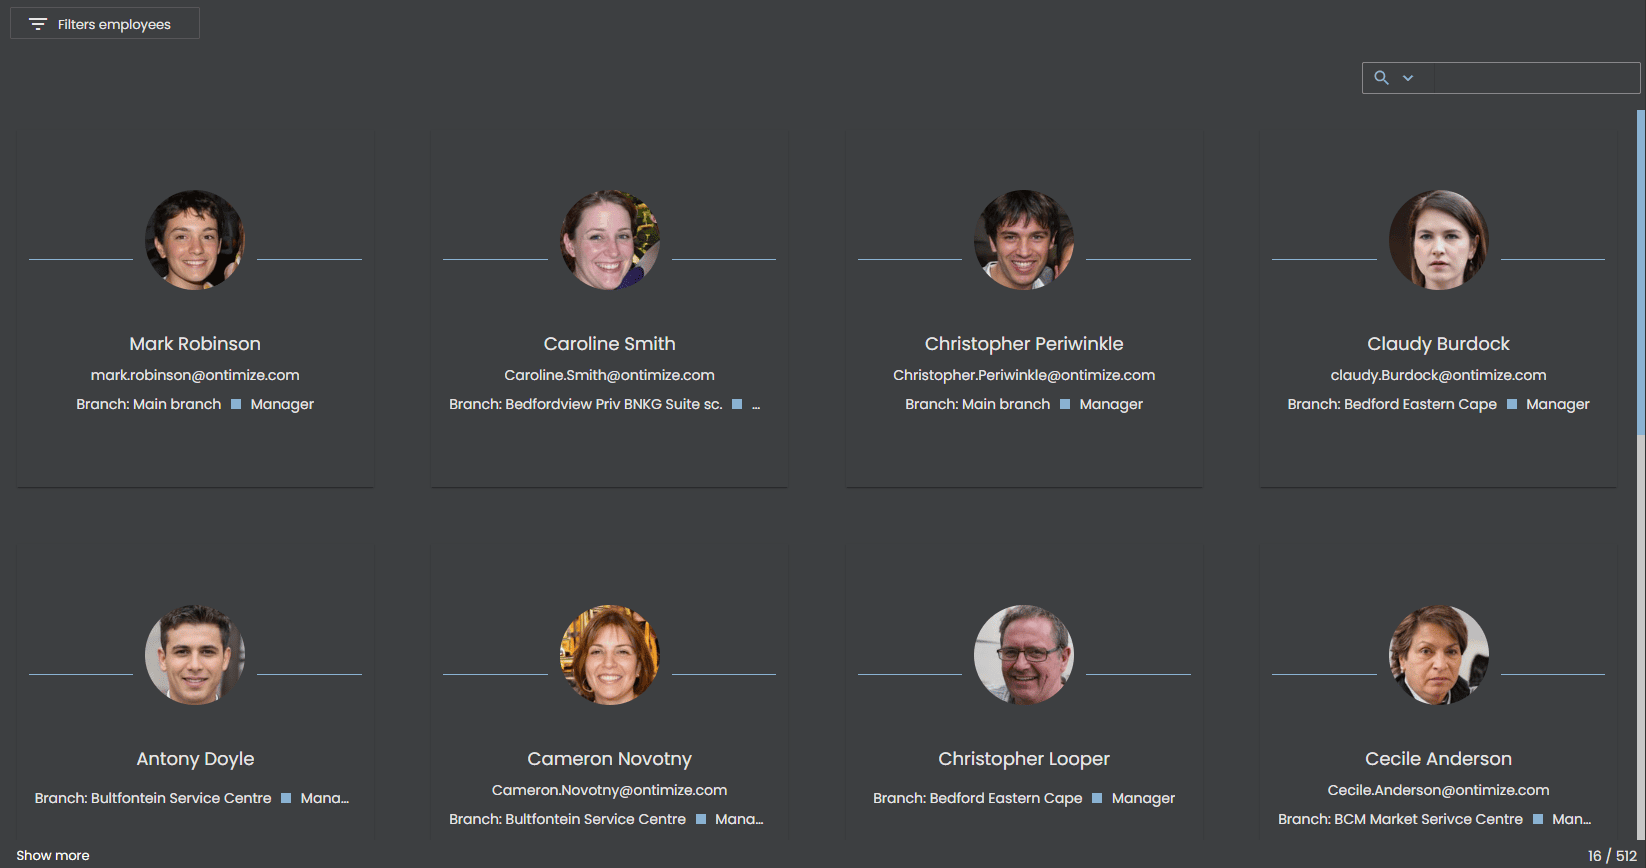 Filters employees
Mark Robinson
mark.robinson@ontimize.com
Branch: Main branch Manager
Caroline Smith
Caroline.Smith@ontimize.com
Branch: Bedfordview Priv BNKG Suite sc. ...
Christopher Periwinkle
Christopher.Periwinkle@ontimize.com
Branch: Main branch Manager
Claudy Burdock
claudy.Burdock@ontimize.com
Branch: Bedford Eastern Cape Manager
Antony Doyle
Branch: Bultfontein Service Centre Mana...
Cameron Novotny
Cameron.Novotny@ontimize.com
Branch: Bultfontein Service Centre Mana...
Christopher Looper
Branch: Bedford Eastern Cape Manager
Cecile Anderson
Cecile.Anderson@ontimize.com
Branch: BCM Market Serivce Centre Man...
Show more
16 / 512